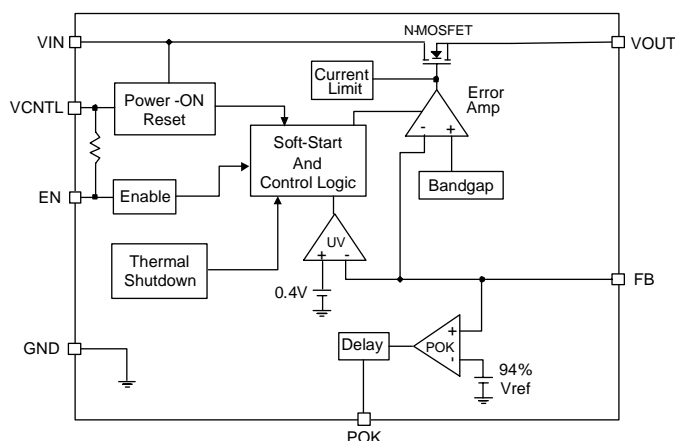 N-MOSFET
VIN
VOUT
Current
Limit
VCNTL
Power -ON
Reset
Error
Amp
-
+
Soft-Start
And
Control Logic
Bandgap
EN
Enable
UV
+
-
Thermal
Shutdown
0.4V
FB
GND
Delay
+
POK
-
94%
Vref
POK